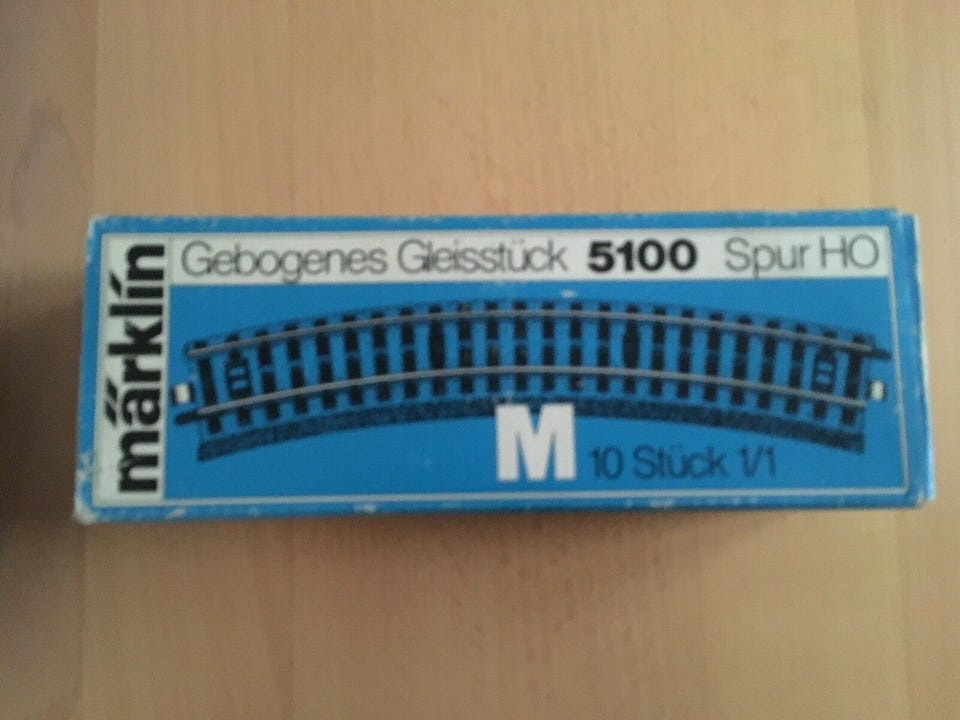 märklin
Gebogenes Gleisstück 5100 Spur HO
M 10 Stück 1/1